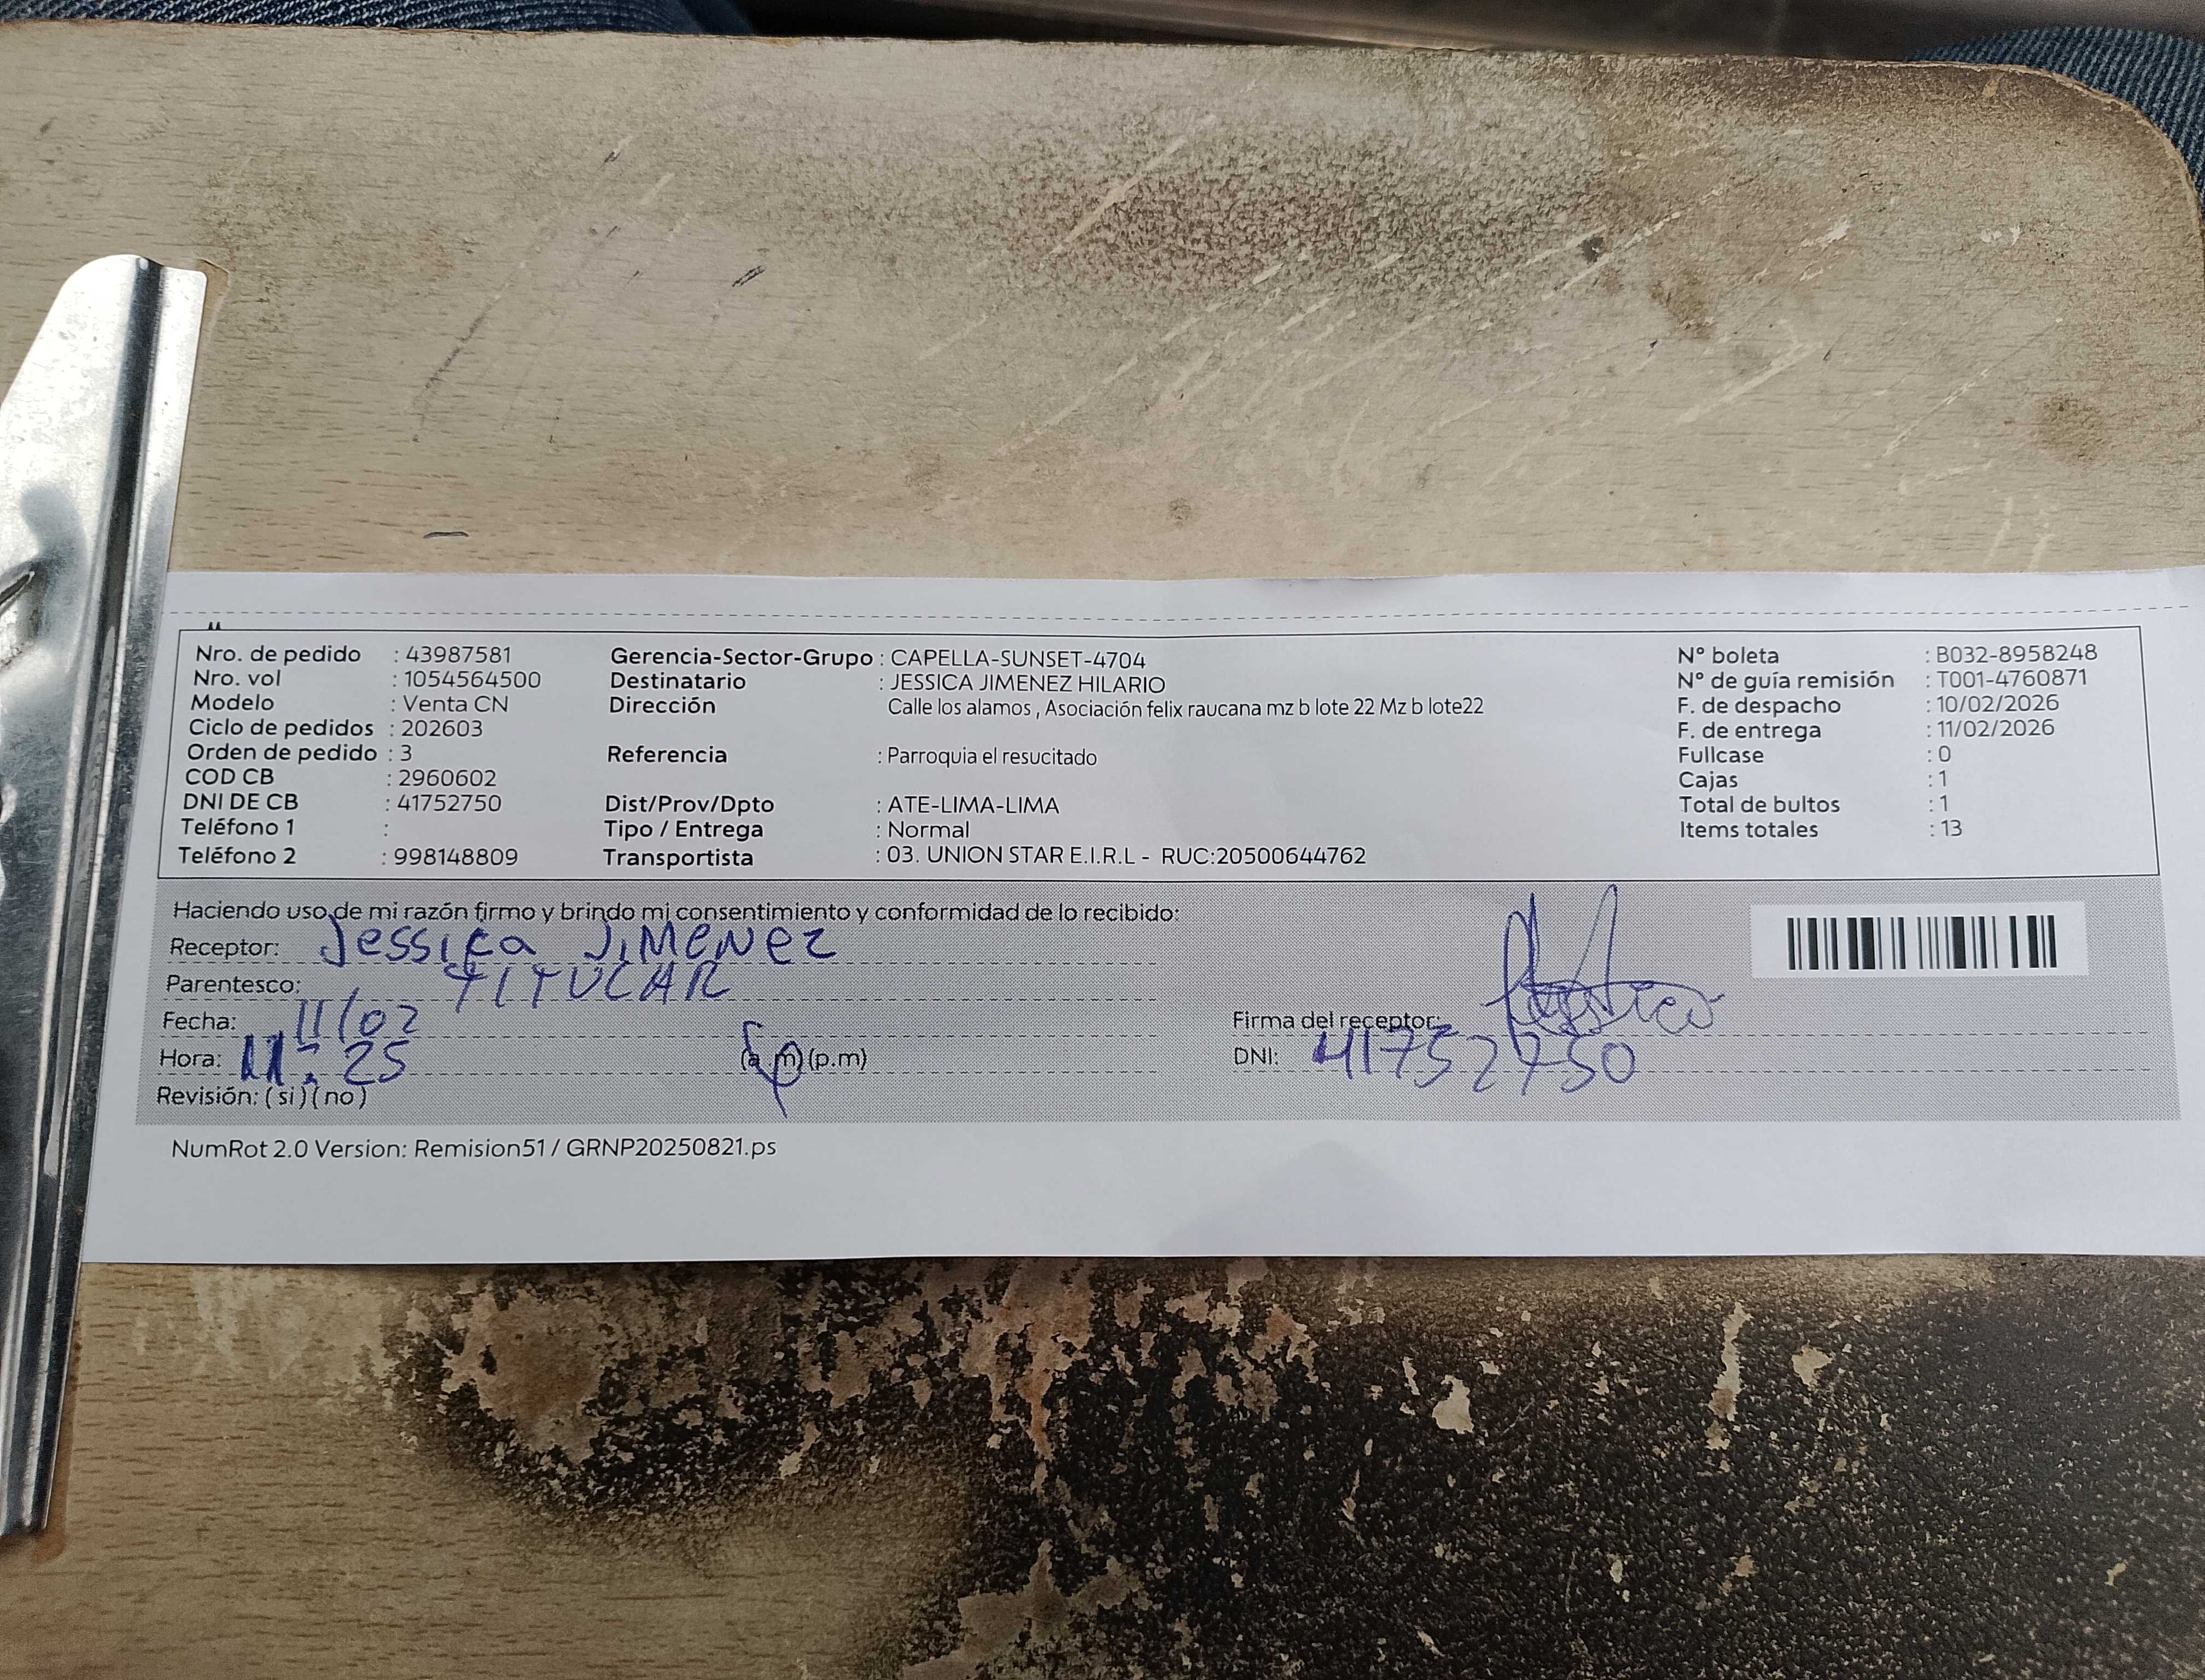 Nro. de pedido : 43987581
Nro. vol : 1054564500
Modelo : Venta CN
Ciclo de pedidos : 202603
Orden de pedido : 3
COD CB : 2960602
DNI DE CB : 41752750
Teléfono 1 :
Teléfono 2 : 998148809
Gerencia-Sector-Grupo : CAPELLA-SUNSET-4704
Destinatario : JESSICA JIMENEZ HILARIO
Dirección Calle los alamos , Asociación felix raucana mz b lote 22 Mz b lote22
Referencia : Parroquia el resucitado
Dist/Prov/Dpto : ATE-LIMA-LIMA
Tipo / Entrega : Normal
Transportista : 03. UNION STAR E.I.R.L - RUC:20500644762
N° boleta : B032-8958248
N° de guía remisión : T001-4760871
F. de despacho : 10/02/2026
F. de entrega : 11/02/2026
Fullcase : 0
Cajas : 1
Total de bultos : 1
Items totales : 13
Haciendo uso de mi razón firmo y brindo mi consentimiento y conformidad de lo recibido:
Receptor: Jessica JiMeNez
Parentesco: TITULAR
Fecha: 11/02
Hora: 11:25 (a.m)(p.m)
Revisión: (si)(no)
Firma del receptor:
DNI: 41752750
NumRot 2.0 Version: Remision51 / GRNP20250821.ps